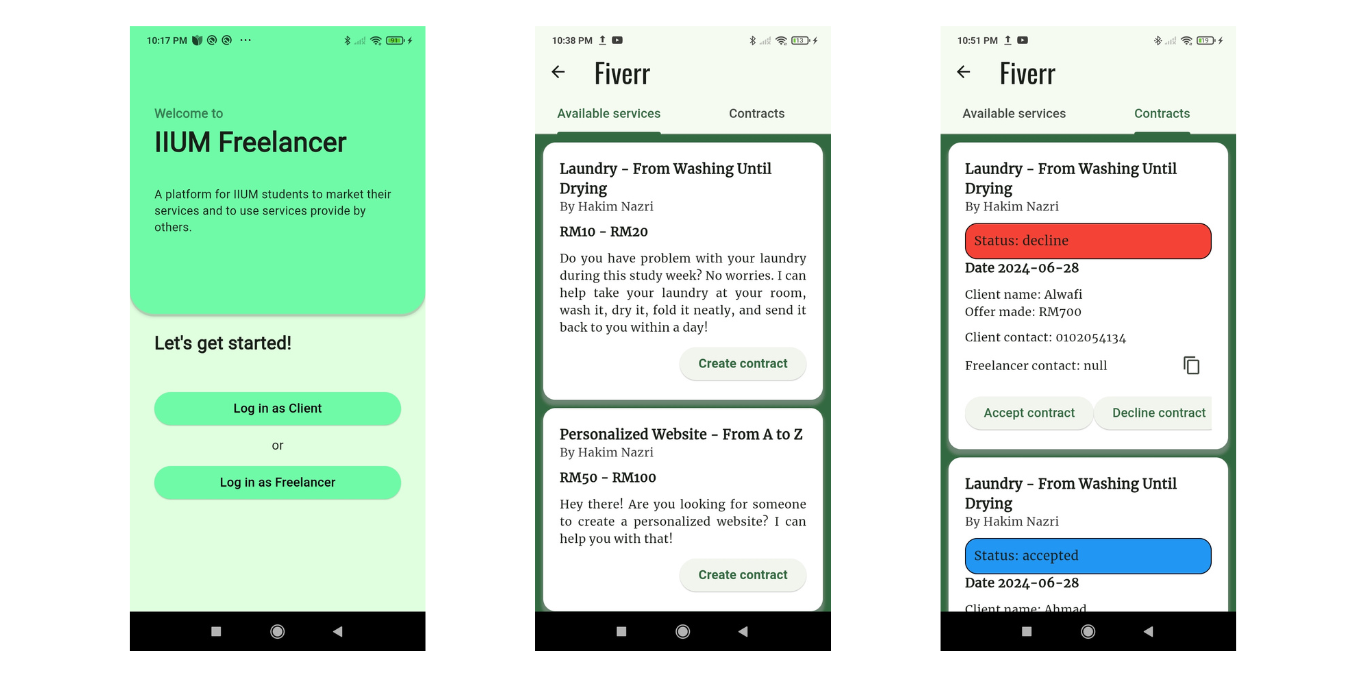 10:17 PM
91
Welcome to
IIUM Freelancer
A platform for IIUM students to market their
services and to use services provide by
others.
Let's get started!
Log in as Client
or
Log in as Freelancer
10:38 PM
13
Fiverr
Available services
Contracts
Laundry - From Washing Until
Drying
By Hakim Nazri
RM10 - RM20
Do you have problem with your laundry
during this study week? No worries. I can
help take your laundry at your room,
wash it, dry it, fold it neatly, and send it
back to you within a day!
Create contract
Personalized Website - From A to Z
By Hakim Nazri
RM50 - RM100
Hey there! Are you looking for someone
to create a personalized website? I can
help you with that!
Create contract
10:51 PM
19
Fiverr
Available services
Contracts
Laundry - From Washing Until
Drying
By Hakim Nazri
Status: decline
Date 2024-06-28
Client name: Alwafi
Offer made: RM700
Client contact: 0102054134
Freelancer contact: null
Accept contract
Decline contract
Laundry - From Washing Until
Drying
By Hakim Nazri
Status: accepted
Date 2024-06-28
Client name: Ahmad